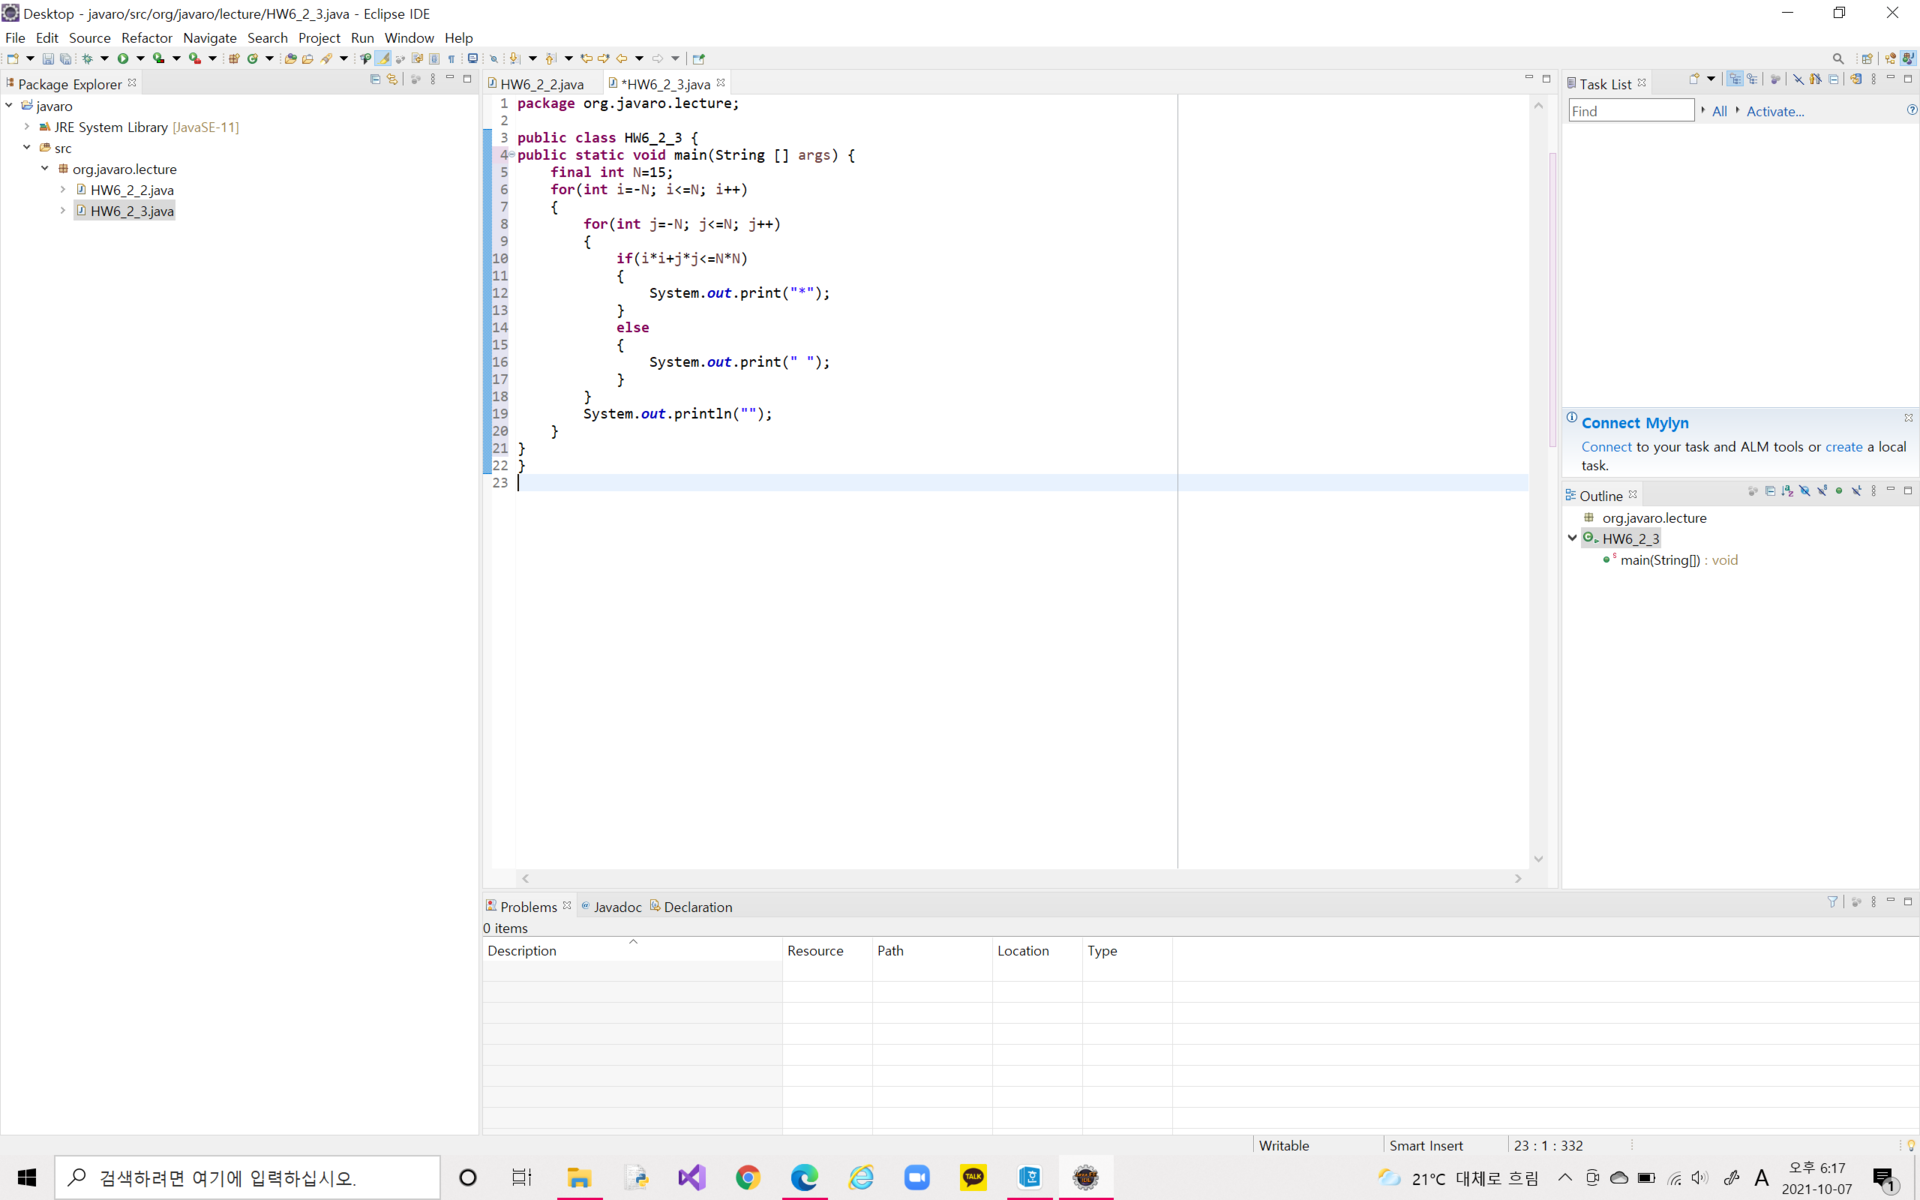 Desktop - javaro/src/org/javaro/lecture/HW6_2_3.java - Eclipse IDE
File Edit Source Refactor Navigate Search Project Run Window Help
Package Explorer
javaro
JRE System Library [JavaSE-11]
src
org.javaro.lecture
HW6_2_2.java
HW6_2_3.java
HW6_2_2.java *HW6_2_3.java
1 package org.javaro.lecture;
2
3 public class HW6_2_3 {
4 public static void main(String [] args) {
5 final int N=15;
6 for(int i=-N; i<=N; i++)
7 {
8 for(int j=-N; j<=N; j++)
9 {
10 if(i*i+j*j<=N*N)
11 {
12 System.out.print("*");
13 }
14 else
15 {
16 System.out.print(" ");
17 }
18 }
19 System.out.println("");
20 }
21 }
22 }
23
Task List
Find All Activate...
Connect Mylyn
Connect to your task and ALM tools or create a local
task.
Outline
org.javaro.lecture
HW6_2_3
main(String[]) : void
Problems Javadoc Declaration
0 items
Description Resource Path Location Type
Writable Smart Insert 23 : 1 : 332
검색하려면 여기에 입력하십시오.
TALK
21°C 대체로 흐림
A
오후 6:17
2021-10-07
1